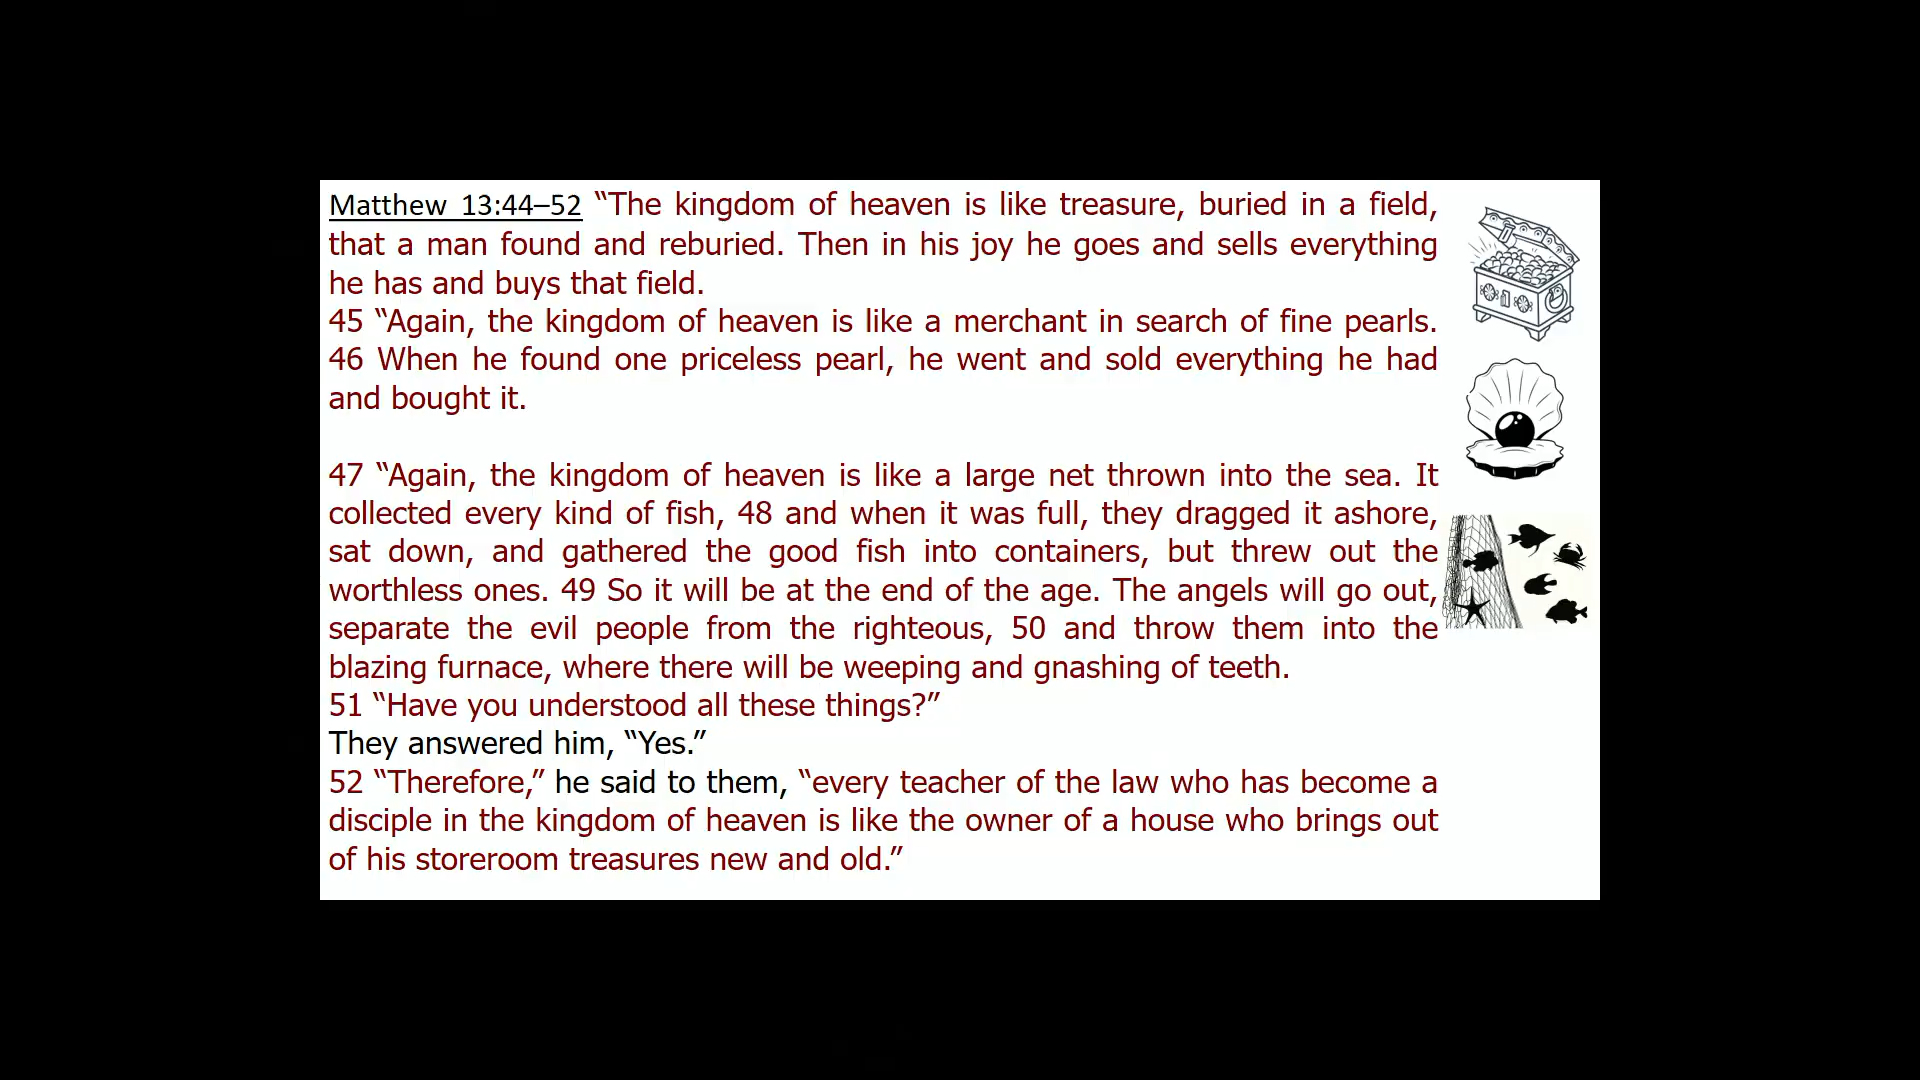 Matthew 13:44–52 “The kingdom of heaven is like treasure, buried in a field,
that a man found and reburied. Then in his joy he goes and sells everything
he has and buys that field.
45 “Again, the kingdom of heaven is like a merchant in search of fine pearls.
46 When he found one priceless pearl, he went and sold everything he had
and bought it.
47 “Again, the kingdom of heaven is like a large net thrown into the sea. It
collected every kind of fish, 48 and when it was full, they dragged it ashore,
sat down, and gathered the good fish into containers, but threw out the
worthless ones. 49 So it will be at the end of the age. The angels will go out,
separate the evil people from the righteous, 50 and throw them into the
blazing furnace, where there will be weeping and gnashing of teeth.
51 “Have you understood all these things?”
They answered him, “Yes.”
52 “Therefore,” he said to them, “every teacher of the law who has become a
disciple in the kingdom of heaven is like the owner of a house who brings out
of his storeroom treasures new and old.”